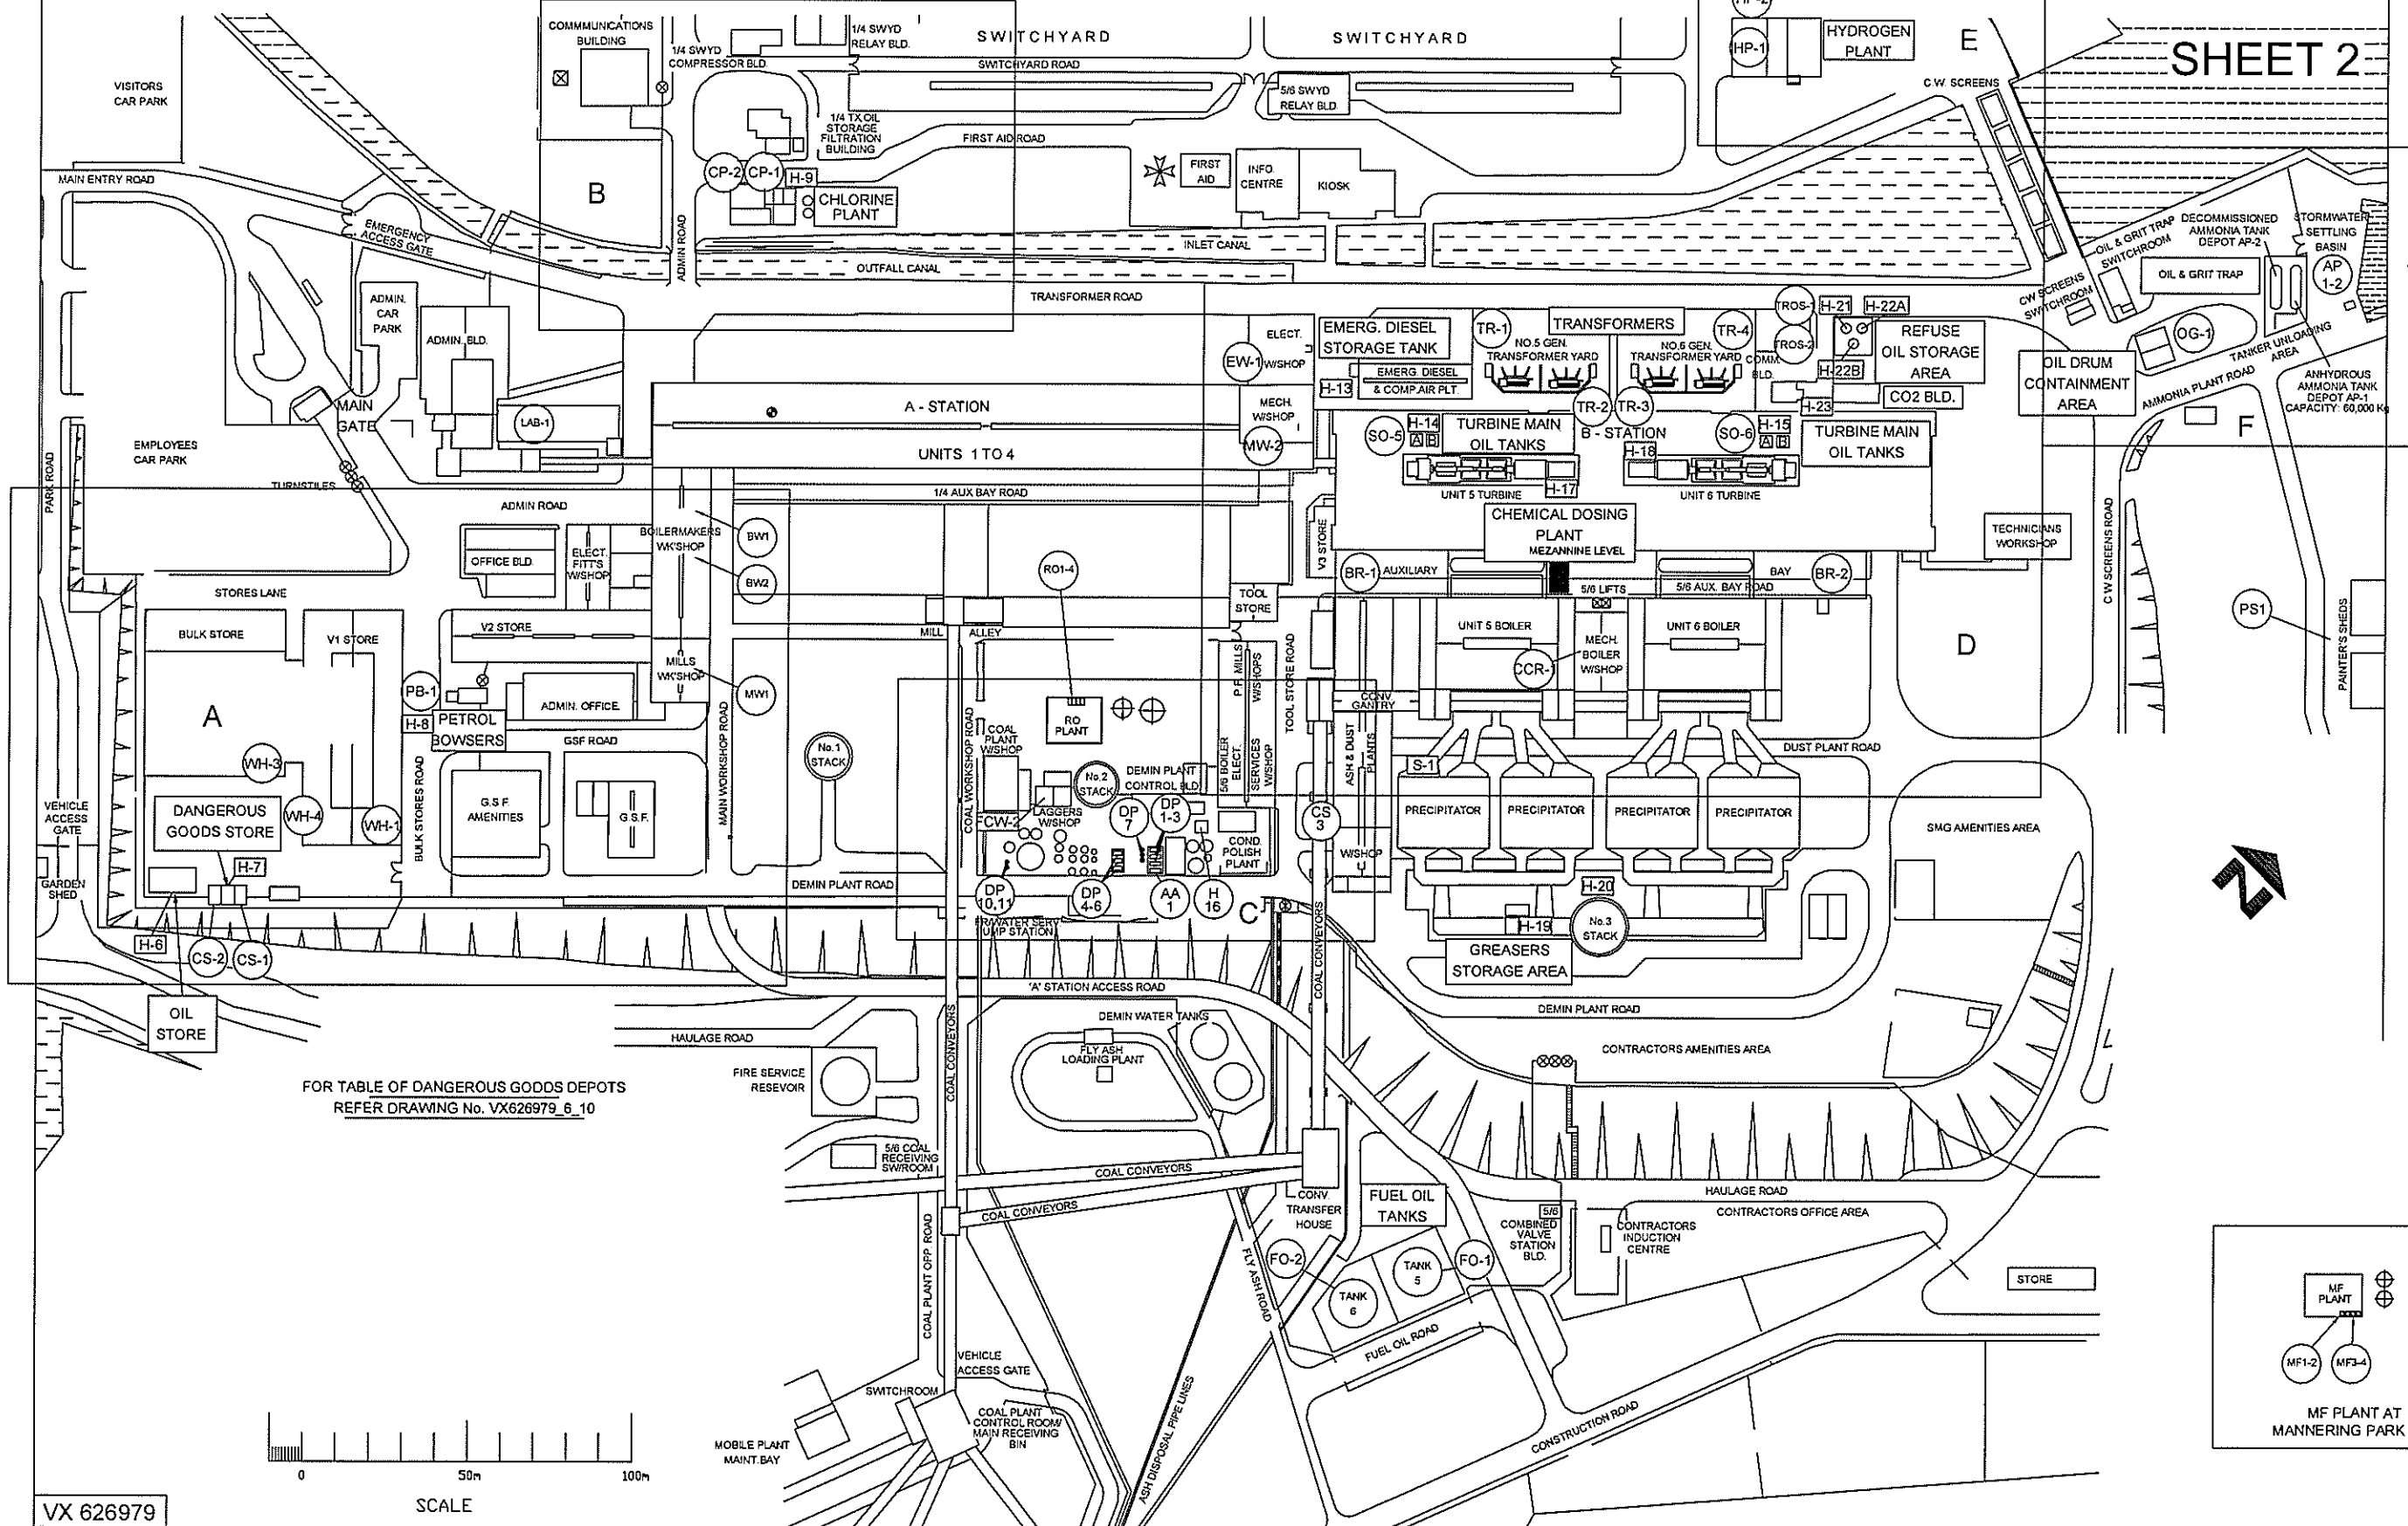 COMMMUNICATIONS
BUILDING
1/4 SWYD
RELAY BLD.
1/4 SWYD
COMPRESSOR BLD.
SWITCHYARD
SWITCHYARD
SWITCHYARD ROAD
5/6 SWYD
RELAY BLD.
HP-2
HP-1
HYDROGEN
PLANT
E
SHEET 2
C.W. SCREENS
VISITORS
CAR PARK
1/4 TX.OIL
STORAGE
FILTRATION
BUILDING
FIRST AID ROAD
FIRST
AID
INFO.
CENTRE
KIOSK
MAIN ENTRY ROAD
B
CP-2
CP-1
H-9
CHLORINE
PLANT
EMERGENCY
ACCESS GATE
ADMIN ROAD
INLET CANAL
OUTFALL CANAL
TRANSFORMER ROAD
OIL & GRIT TRAP
SWITCHROOM
DECOMMISSIONED
AMMONIA TANK
DEPOT AP-2
STORMWATER
SETTLING
BASIN
AP
1-2
OIL & GRIT TRAP
CW SCREENS
SWITCHROOM
OG-1
TANKER UNLOADING
AREA
ANHYDROUS
AMMONIA TANK
DEPOT AP-1
CAPACITY: 60,000 Kg
AMMONIA PLANT ROAD
F
ADMIN.
CAR
PARK
ADMIN. BLD.
LAB-1
MAIN
GATE
EMPLOYEES
CAR PARK
TURNSTILES
PARK ROAD
A - STATION
UNITS 1 TO 4
ELECT.
W/SHOP
EW-1
MECH.
W/SHOP
MW-2
EMERG. DIESEL
STORAGE TANK
EMERG. DIESEL
& COMP.AIR PLT.
H-13
TR-1
TRANSFORMERS
TR-4
NO.5 GEN.
TRANSFORMER YARD
NO.6 GEN.
TRANSFORMER YARD
COMM.
BLD.
TROS-1
TROS-2
H-21
H-22A
H-22B
REFUSE
OIL STORAGE
AREA
CO2 BLD.
H-23
OIL DRUM
CONTAINMENT
AREA
TR-2
TR-3
SO-5
H-14
A B
TURBINE MAIN
OIL TANKS
B - STATION
SO-6
H-15
A B
TURBINE MAIN
OIL TANKS
H-18
H-17
UNIT 5 TURBINE
UNIT 6 TURBINE
1/4 AUX BAY ROAD
ADMIN ROAD
OFFICE BLD.
ELECT.
FITT'S
W/SHOP
BOILERMAKERS
WK'SHOP
BW1
BW2
RO1-4
V3 STORE
CHEMICAL DOSING
PLANT
MEZANNINE LEVEL
BR-1
AUXILIARY
BAY
BR-2
5/6 LIFTS
5/6 AUX. BAY ROAD
TECHNICIANS
WORKSHOP
C W SCREENS ROAD
PS1
PAINTER'S SHEDS
STORES LANE
BULK STORE
V1 STORE
V2 STORE
TOOL
STORE
MILL ALLEY
MILLS
WK'SHOP
MW1
UNIT 5 BOILER
MECH.
BOILER
W/SHOP
CCR-1
UNIT 6 BOILER
D
A
PB-1
H-8
PETROL
BOWSERS
ADMIN. OFFICE
GSF ROAD
MAIN WORKSHOP ROAD
No.1
STACK
COAL WORKSHOP ROAD
COAL
PLANT
W/SHOP
RO
PLANT
No.2
STACK
DEMIN PLANT
CONTROL BLD.
P.F. MILLS
W/SHOPS
5/6 BOILER
ELECT.
SERVICES
W/SHOP
TOOL STORE ROAD
CONV.
GANTRY
ASH & DUST
PLANTS
S-1
DUST PLANT ROAD
PRECIPITATOR
PRECIPITATOR
PRECIPITATOR
PRECIPITATOR
WH-3
WH-4
WH-1
DANGEROUS
GOODS STORE
H-7
BULK STORES ROAD
G.S.F.
AMENITIES
G.S.F.
VEHICLE
ACCESS
GATE
GARDEN
SHED
FCW-2
LAGGERS
W/SHOP
DP
7
DP
1-3
COND.
POLISH
PLANT
CS
3
W/SHOP
SMG AMENITIES AREA
DEMIN PLANT ROAD
DP
10,11
DP
4-6
AA
1
H
16
C
H-20
H-19
No.3
STACK
GREASERS
STORAGE AREA
H-6
CS-2
CS-1
OIL
STORE
'A' STATION ACCESS ROAD
COAL CONVEYORS
COAL CONVEYORS
DEMIN PLANT ROAD
HAULAGE ROAD
FIRE SERVICE
RESEVOIR
DEMIN WATER TANKS
FLY ASH
LOADING PLANT
CONTRACTORS AMENITIES AREA
N
FOR TABLE OF DANGEROUS GOODS DEPOTS
REFER DRAWING No. VX626979_6_10
5/6 COAL
RECEIVING
SW/ROOM
COAL CONVEYORS
COAL CONVEYORS
CONV.
TRANSFER
HOUSE
FUEL OIL
TANKS
FO-2
TANK
6
TANK
5
FO-1
HAULAGE ROAD
CONTRACTORS OFFICE AREA
5/6
COMBINED
VALVE
STATION
BLD.
CONTRACTORS
INDUCTION
CENTRE
STORE
COAL PLANT OPP. ROAD
FLY ASH ROAD
FUEL OIL ROAD
CONSTRUCTION ROAD
VEHICLE
ACCESS GATE
SWITCHROOM
COAL PLANT
CONTROL ROOM/
MAIN RECEIVING
BIN
MOBILE PLANT
MAINT.BAY
ASH DISPOSAL PIPE LINES
MF
PLANT
MF1-2
MF3-4
MF PLANT AT
MANNERING PARK
0 50m 100m
SCALE
VX 626979